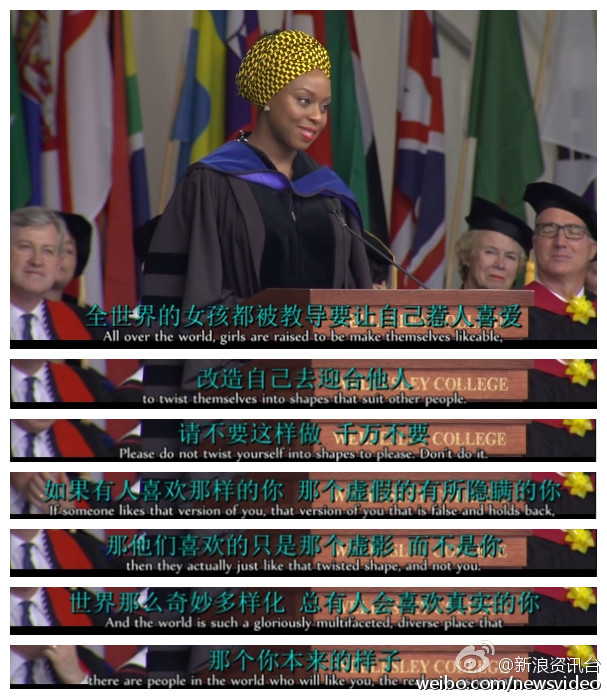 全世界的女孩都被教导要让自己惹人喜爱
All over the world, girls are raised to be make themselves likeable,
改造自己去迎合他人
LESLEY COLLEGE
to twist themselves into shapes that suit other people.
请不要这样做 千万不要
COLLEGE
Please do not twist yourself into shapes to please. Don't do it.
如果有人喜欢那样的你 那个虚假的有所隐瞒的你
If someone likes that version of you, that version of you that is false and holds back,
那他们喜欢的只是那个虚影 而不是你
then they actually just like that twisted shape, and not you.
世界那么奇妙多样化 总有人会喜欢真实的你
And the world is such a gloriously multifaceted, diverse place that
那个你本来的样子
@新浪资讯台
there are people in the world who will like you, the re
weibo.com/newsvideo